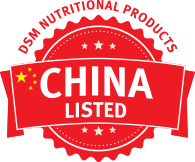 DSM NUTRITIONAL PRODUCTS
CHINA
LISTED